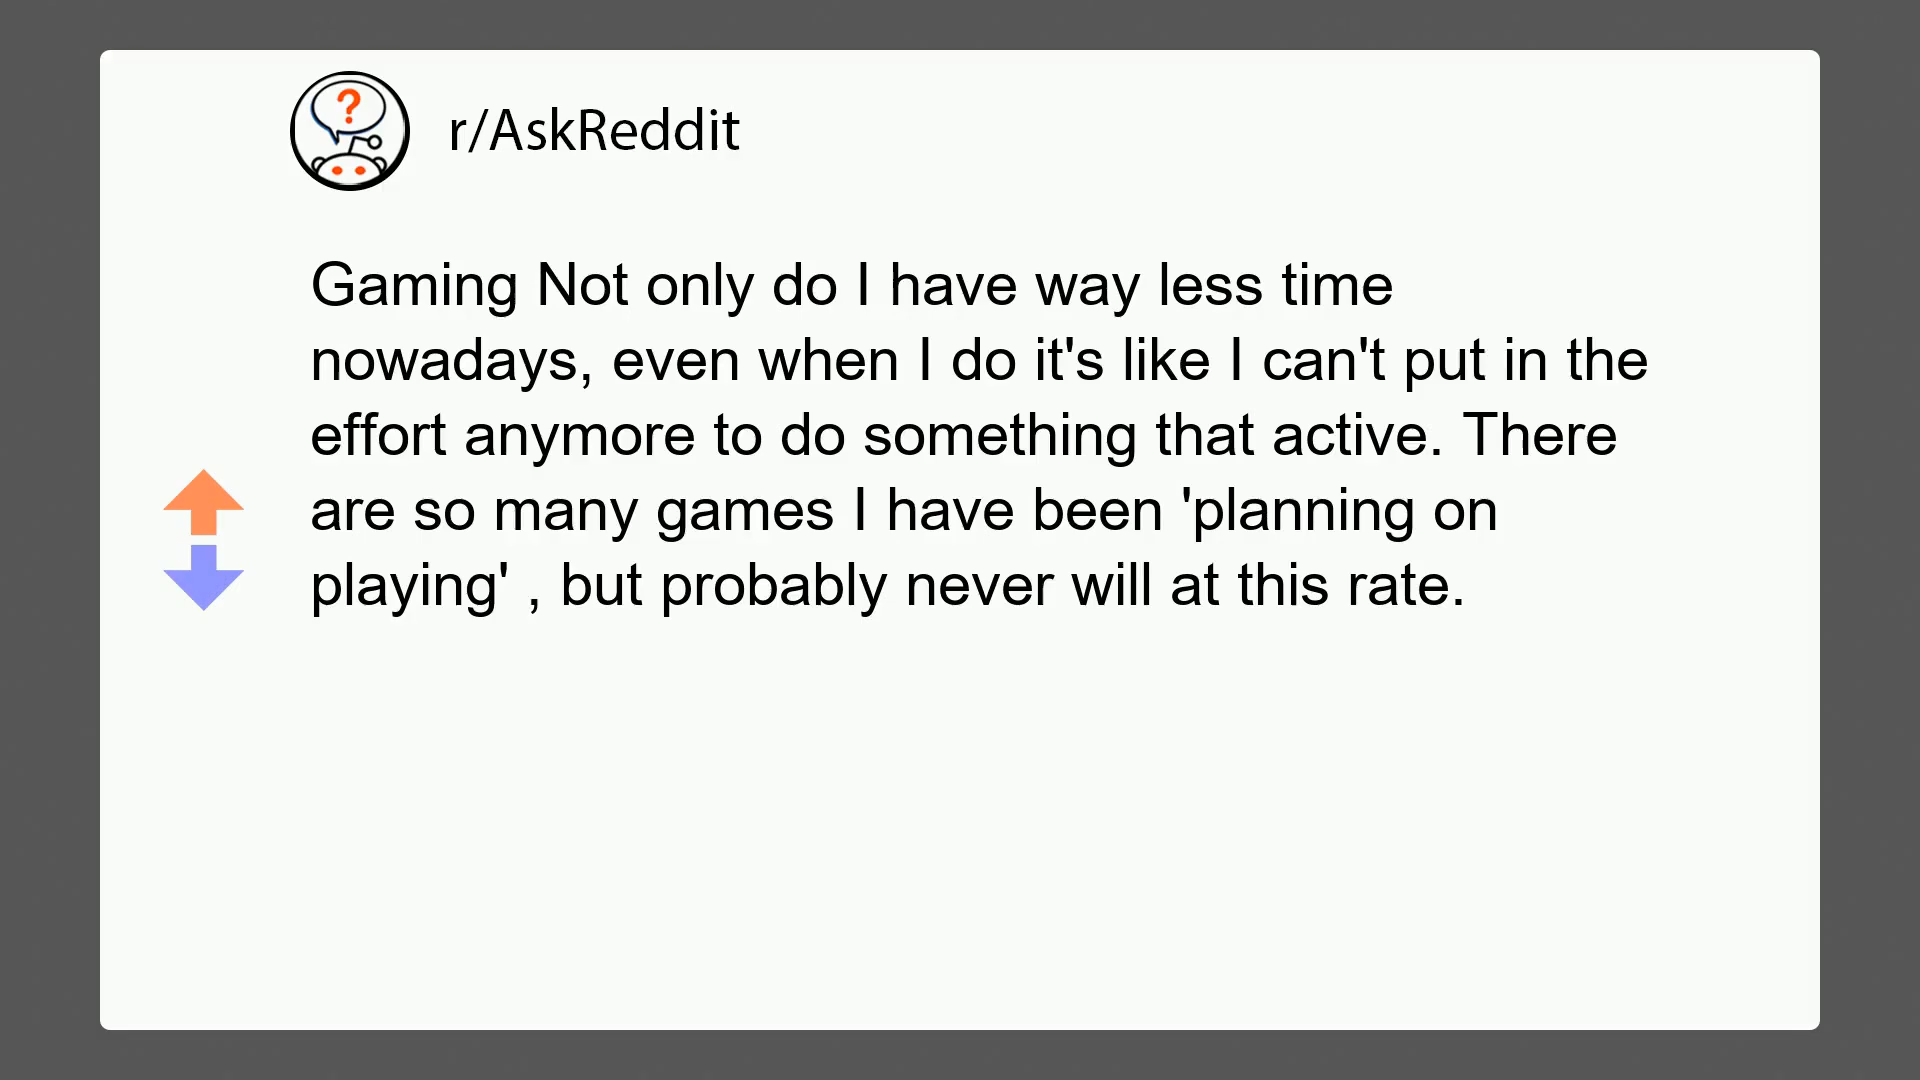 r/AskReddit
Gaming Not only do I have way less time
nowadays, even when I do it's like I can't put in the
effort anymore to do something that active. There
are so many games I have been 'planning on
playing' , but probably never will at this rate.